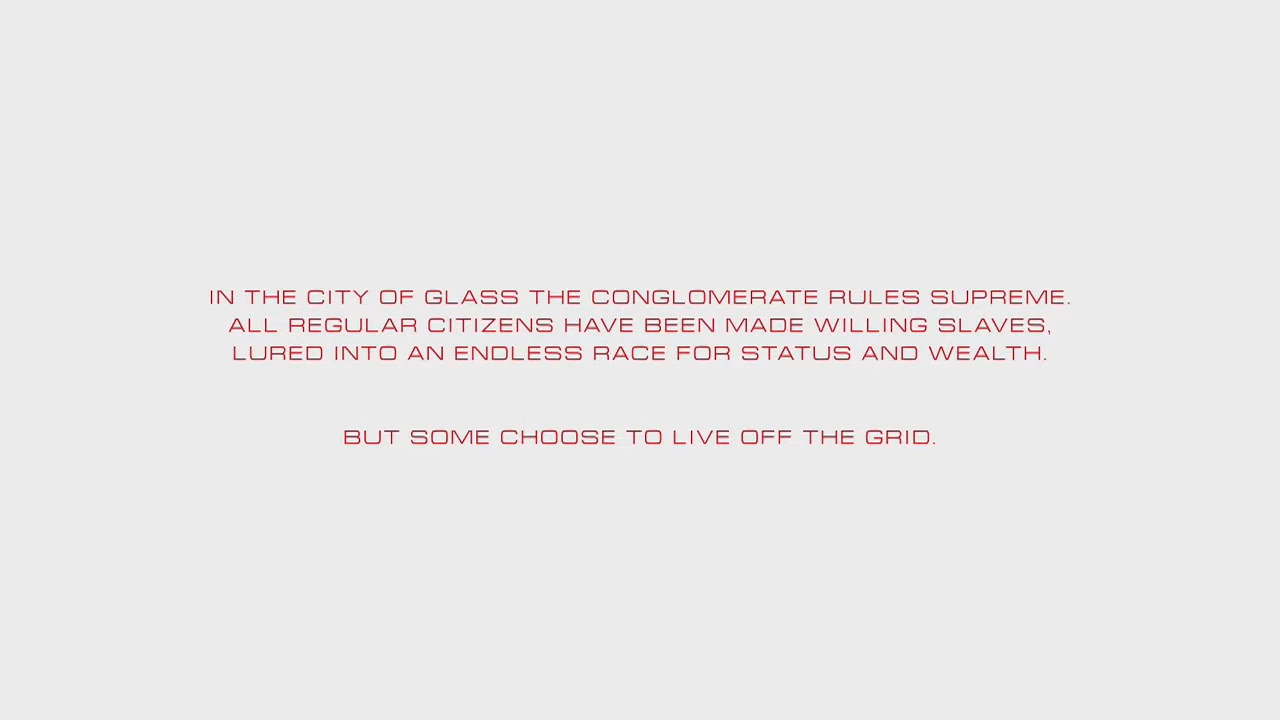 IN THE CITY OF GLASS THE CONGLOMERATE RULES SUPREME.
ALL REGULAR CITIZENS HAVE BEEN MADE WILLING SLAVES,
LURED INTO AN ENDLESS RACE FOR STATUS AND WEALTH.
BUT SOME CHOOSE TO LIVE OFF THE GRID.